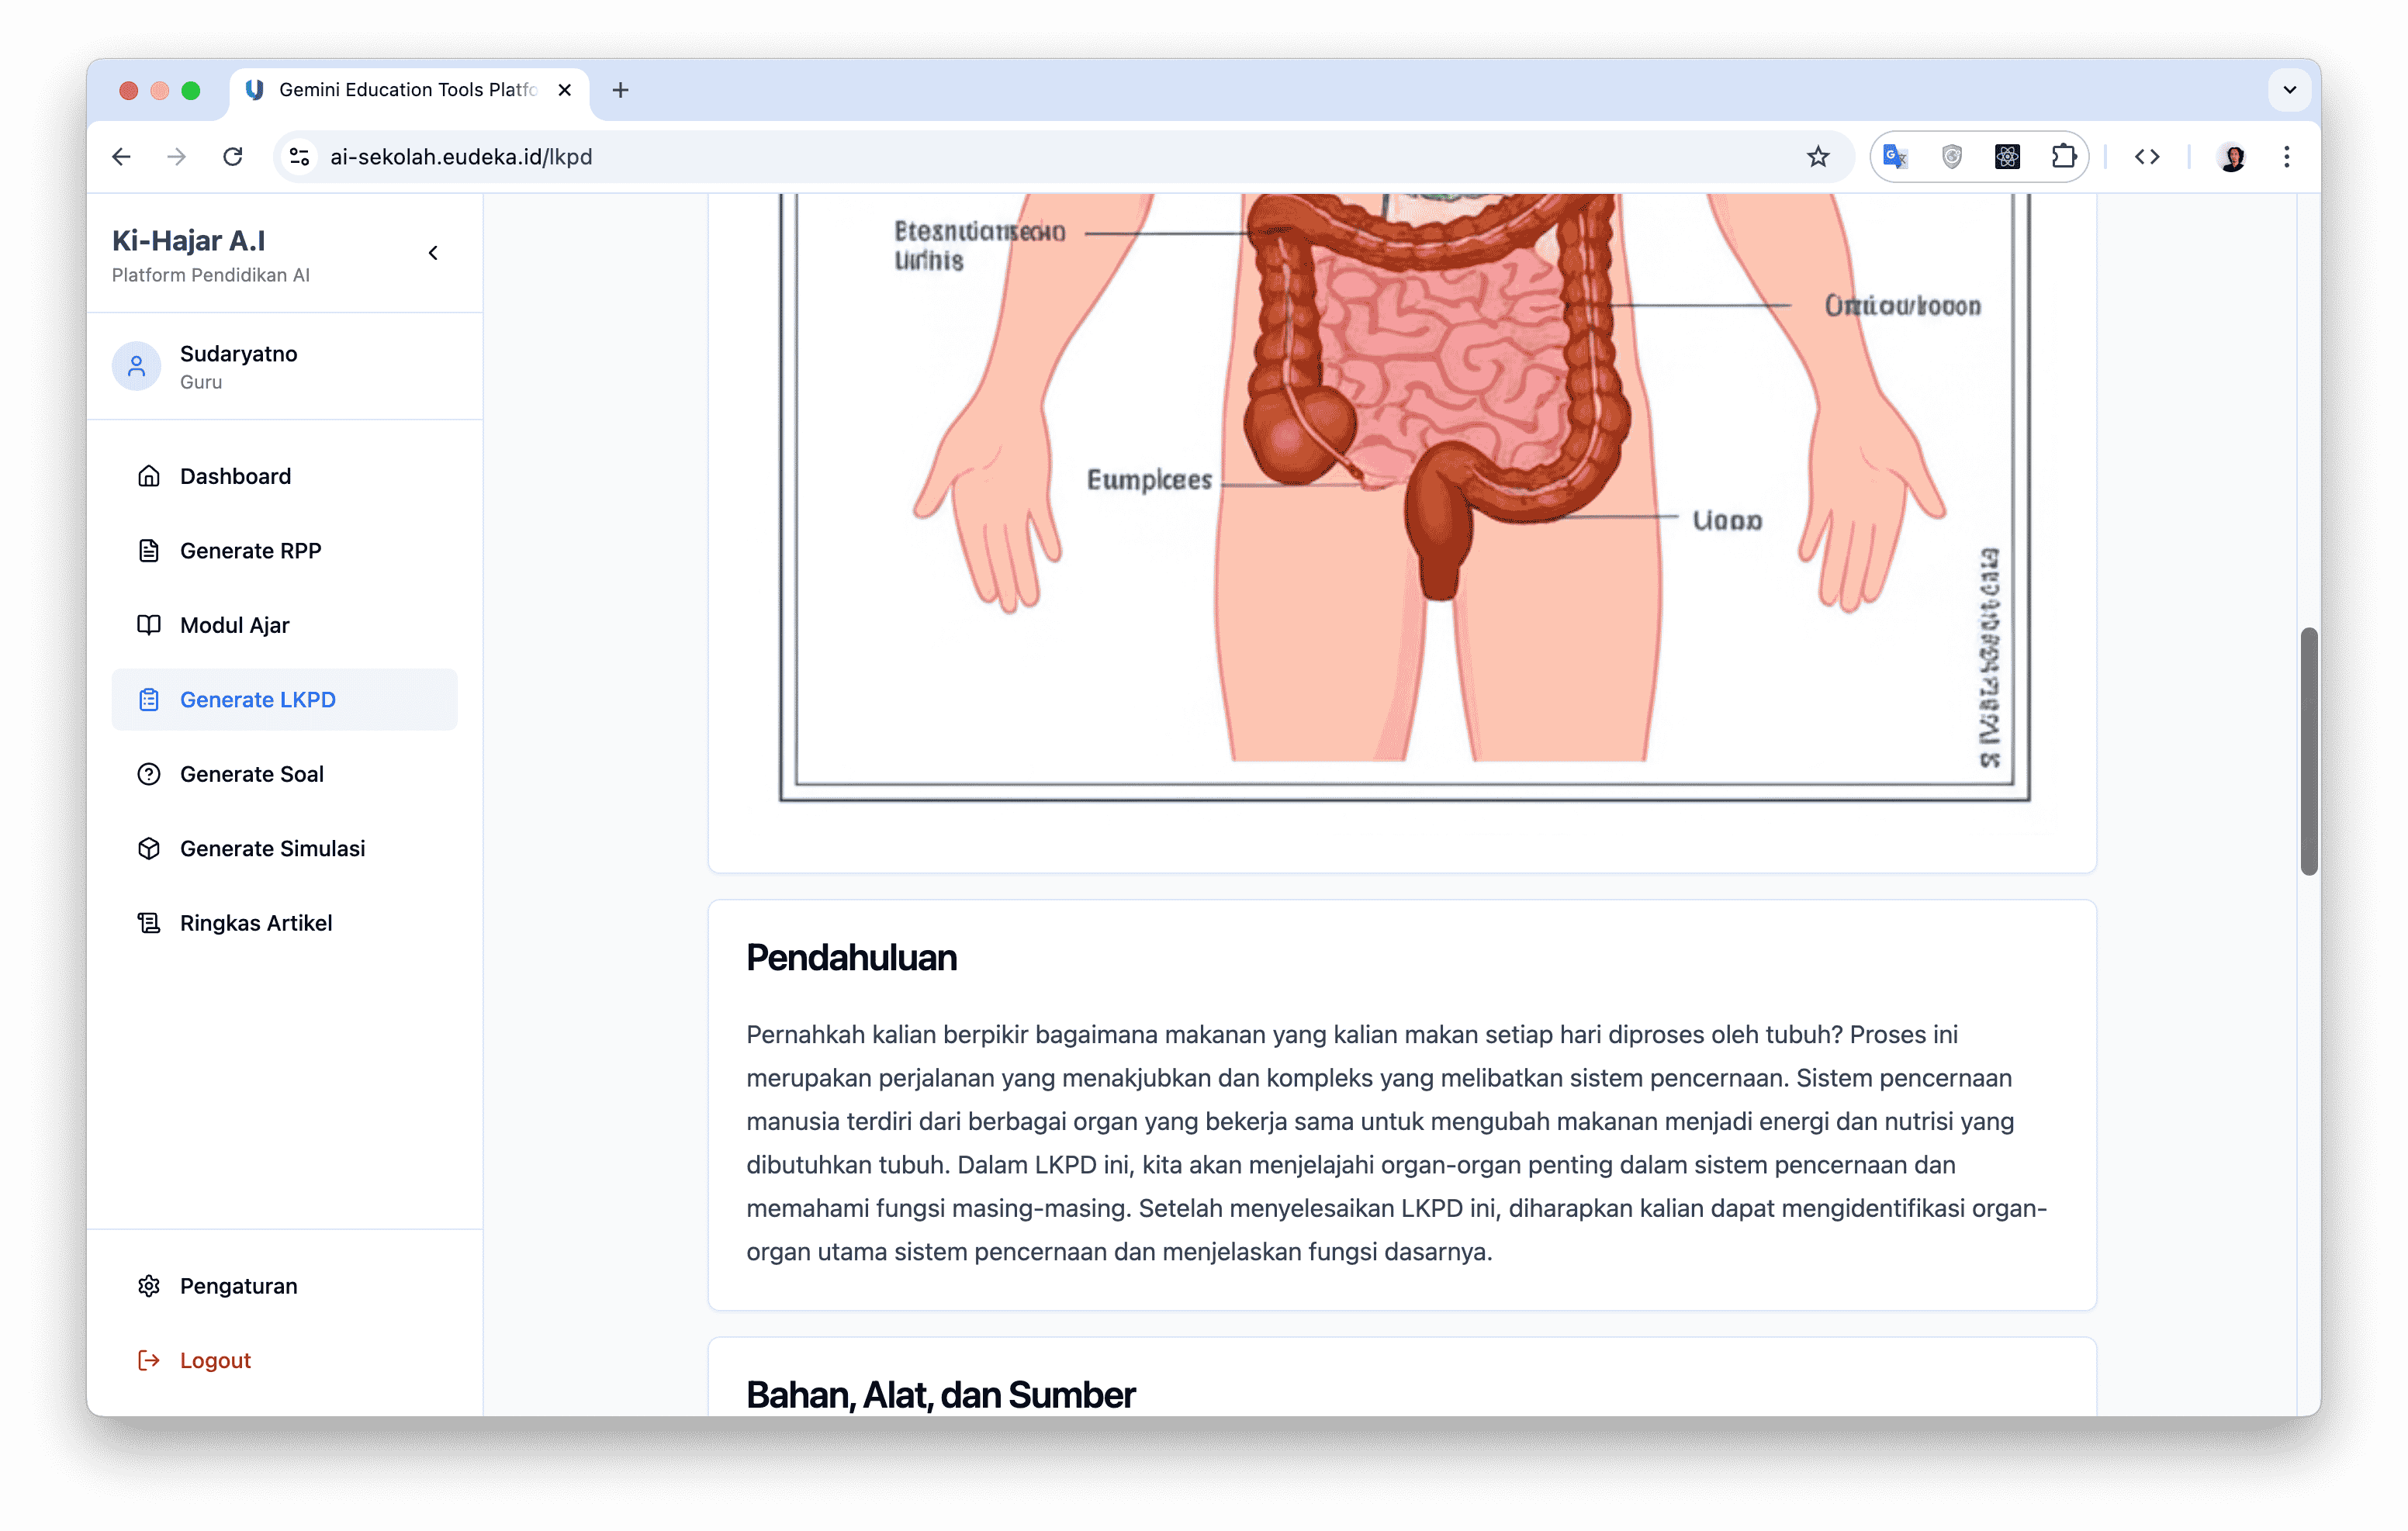 Gemini Education Tools Platfo
ai-sekolah.eudeka.id/lkpd
Ki-Hajar A.I
Platform Pendidikan AI
Sudaryatno
Guru
Dashboard
Generate RPP
Modul Ajar
Generate LKPD
Generate Soal
Generate Simulasi
Ringkas Artikel
Pengaturan
Logout
Eumplcees
Pendahuluan
Pernahkah kalian berpikir bagaimana makanan yang kalian makan setiap hari diproses oleh tubuh? Proses ini
merupakan perjalanan yang menakjubkan dan kompleks yang melibatkan sistem pencernaan. Sistem pencernaan
manusia terdiri dari berbagai organ yang bekerja sama untuk mengubah makanan menjadi energi dan nutrisi yang
dibutuhkan tubuh. Dalam LKPD ini, kita akan menjelajahi organ-organ penting dalam sistem pencernaan dan
memahami fungsi masing-masing. Setelah menyelesaikan LKPD ini, diharapkan kalian dapat mengidentifikasi organ-
organ utama sistem pencernaan dan menjelaskan fungsi dasarnya.
Bahan, Alat, dan Sumber